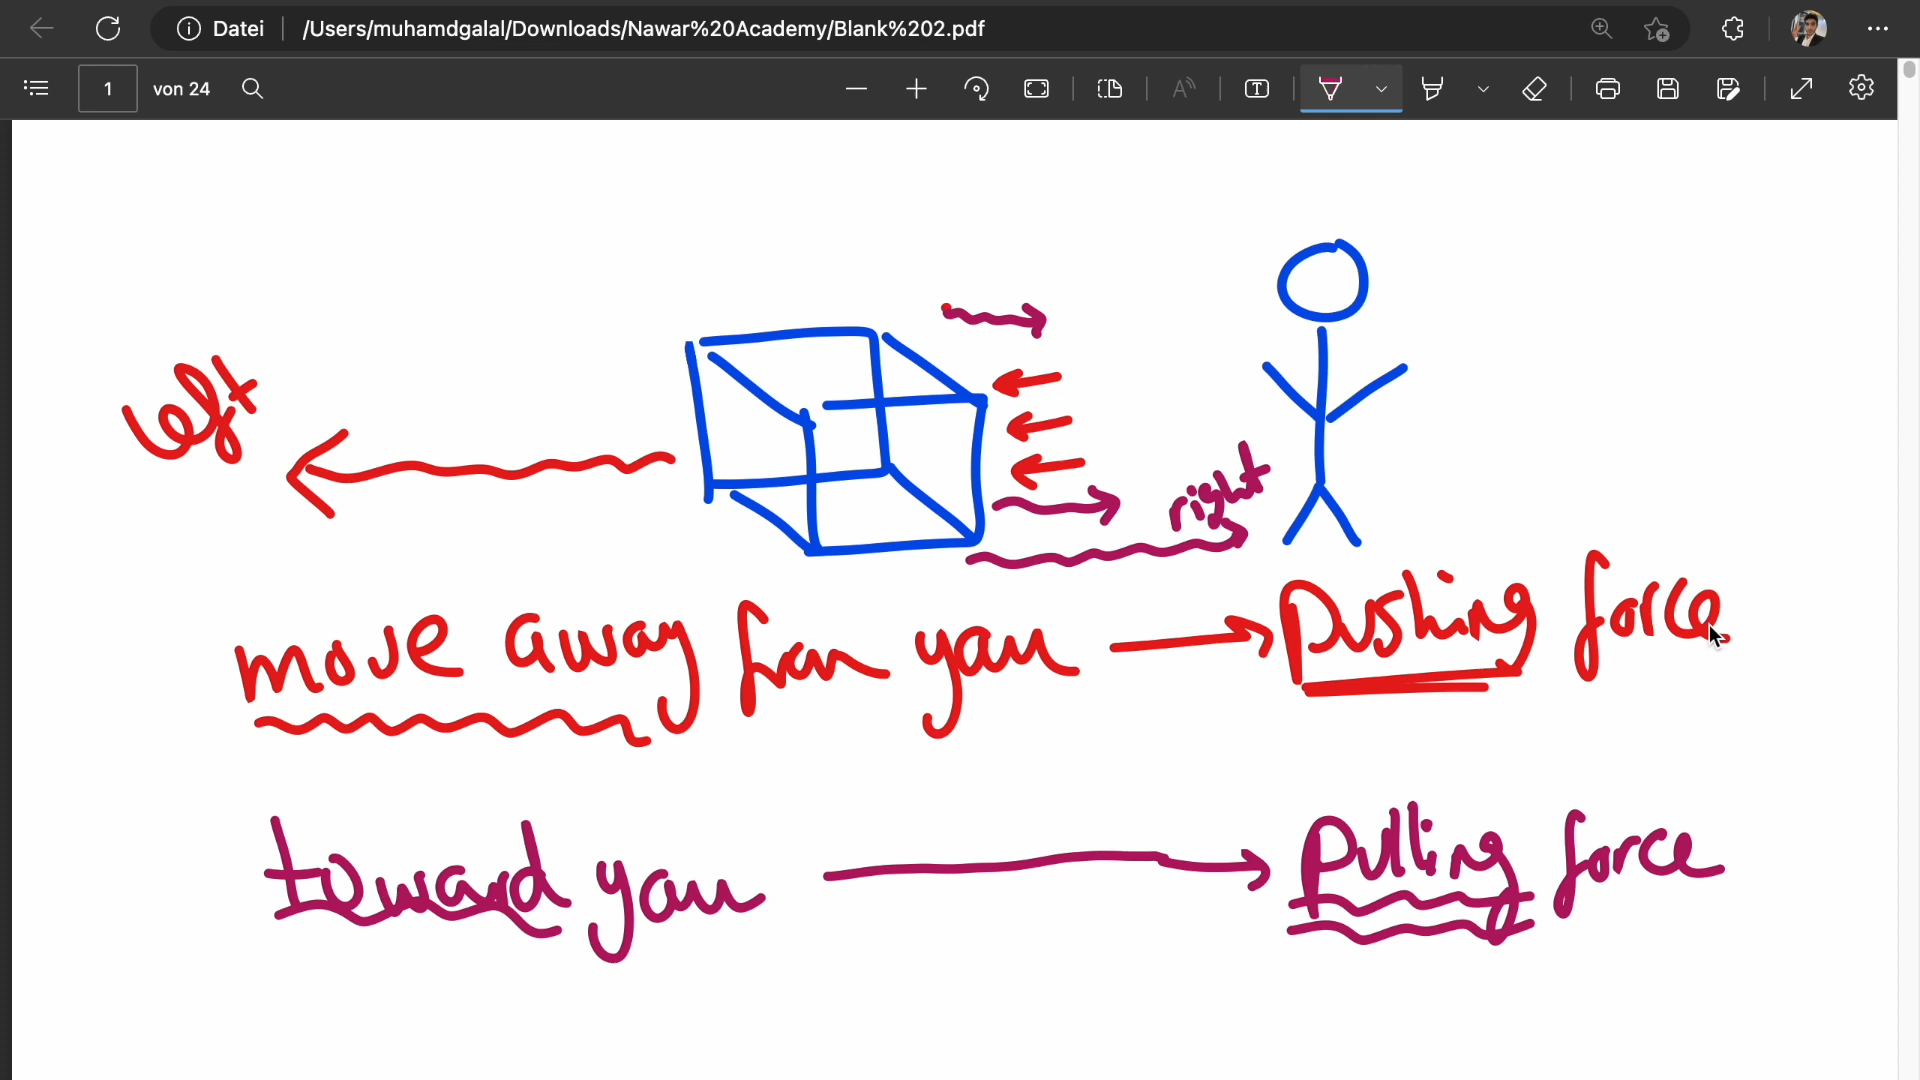 Datei /Users/muhamdgalal/Downloads/Nawar%20Academy/Blank%202.pdf
1 von 24
left
right
move away from you → pushing force
toward you → pulling force